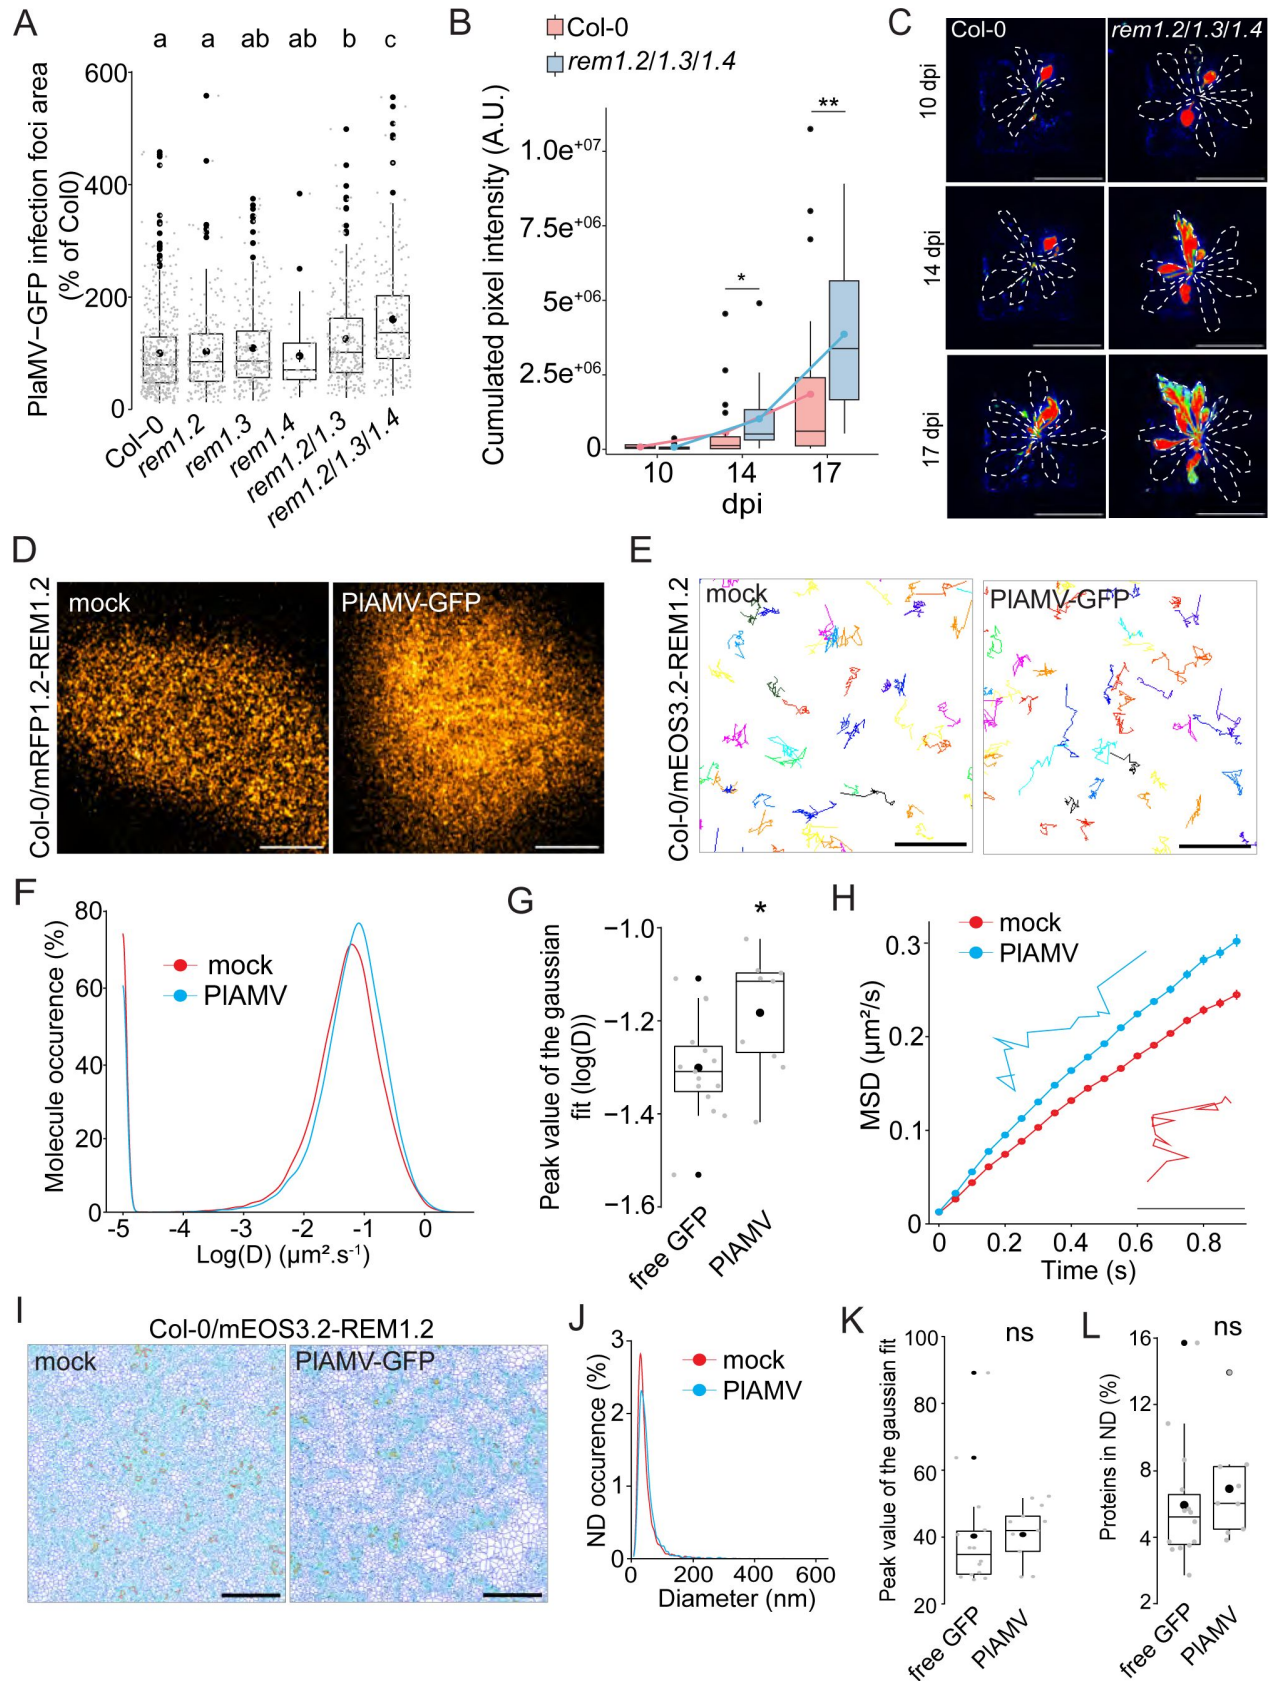 A
PlaMV−GFP infection foci area
(% of Col0)
a a ab ab b c
600
400
200
0
Col−0
rem1.2
rem1.3
rem1.4
rem1.2/1.3
rem1.2/1.3/1.4
B
Col-0
rem1.2/1.3/1.4
Cumulated pixel intensity (A.U.)
1.0e+07
7.5e+06
5e+06
2.5e+06
0
*
**
10 14 17
dpi
C
Col-0
rem1.2/1.3/1.4
10 dpi
14 dpi
17 dpi
D
Col-0/mRFP1.2-REM1.2
mock
PlAMV-GFP
E
Col-0/mEOS3.2-REM1.2
mock
PlAMV-GFP
F
Molecule occurence (%)
80
60
40
20
0
mock
PlAMV
-5 -4 -3 -2 -1 0
Log(D) (µm².s-1)
G
Peak value of the gaussian
fit (log(D))
*
−1.0
−1.2
−1.4
−1.6
free GFP
PlAMV
H
mock
PlAMV
MSD (µm²/s)
0.3
0.2
0.1
0
0 0.2 0.4 0.6 0.8
Time (s)
I
Col-0/mEOS3.2-REM1.2
mock
PlAMV-GFP
J
ND occurence (%)
3
2
1
0
mock
PlAMV
0 200 400 600
Diameter (nm)
K
Peak value of the gaussian fit
ns
100
80
60
40
20
free GFP
PlAMV
L
Proteins in ND (%)
ns
16
12
8
4
2
free GFP
PlAMV